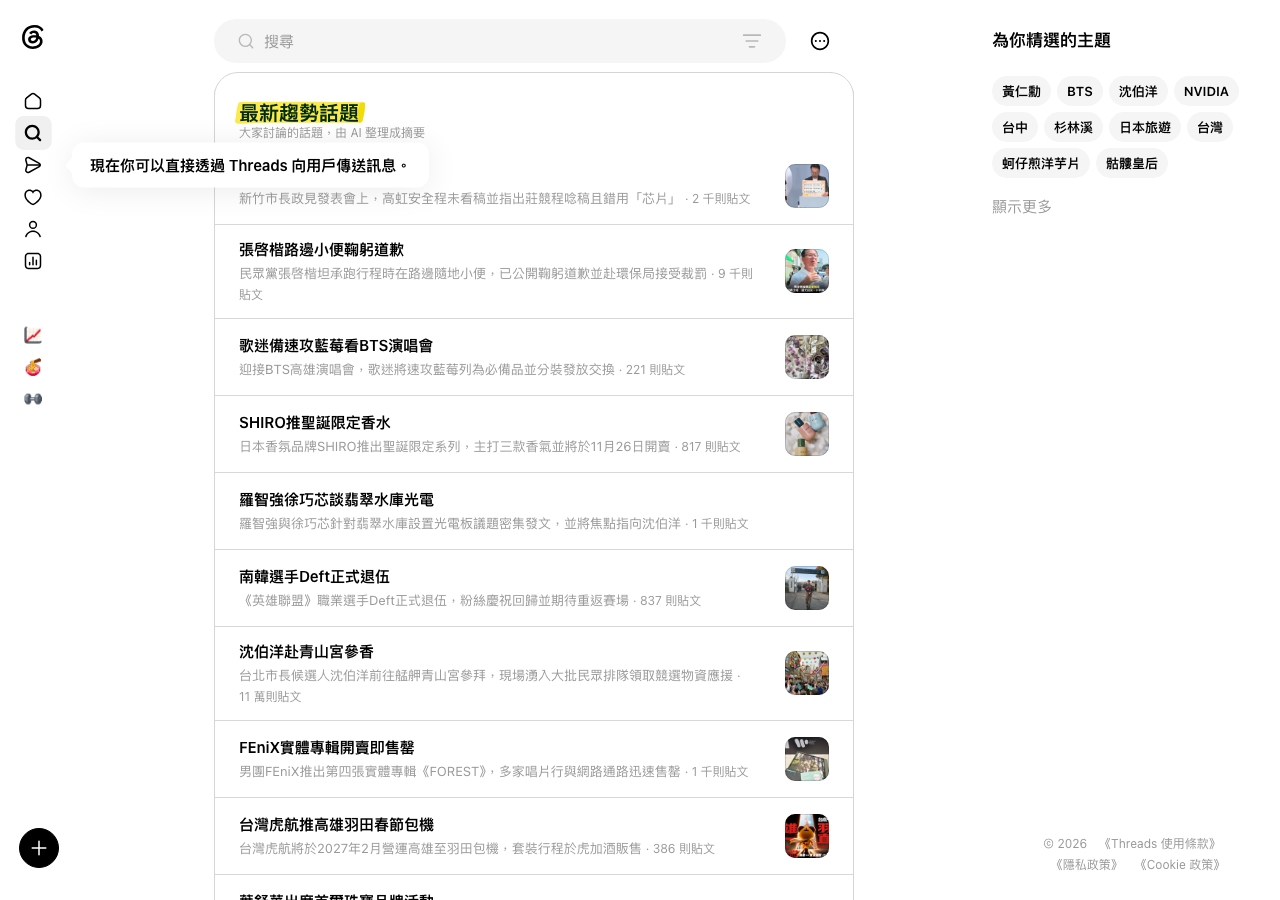 搜尋
最新趨勢話題
大家討論的話題，由 AI 整理成摘要
現在你可以直接透過 Threads 向用戶傳送訊息。
新竹市長政見發表會上，高虹安全程未看稿並指出莊競程唸稿且錯用「芯片」 · 2 千則貼文
張啓楷路邊小便鞠躬道歉
民眾黨張啓楷坦承跑行程時在路邊隨地小便，已公開鞠躬道歉並赴環保局接受裁罰 · 9 千則
貼文
歌迷備速攻藍莓看BTS演唱會
迎接BTS高雄演唱會，歌迷將速攻藍莓列為必備品並分裝發放交換 · 221 則貼文
SHIRO推聖誕限定香水
日本香氛品牌SHIRO推出聖誕限定系列，主打三款香氣並將於11月26日開賣 · 817 則貼文
羅智強徐巧芯談翡翠水庫光電
羅智強與徐巧芯針對翡翠水庫設置光電板議題密集發文，並將焦點指向沈伯洋 · 1 千則貼文
南韓選手Deft正式退伍
《英雄聯盟》職業選手Deft正式退伍，粉絲慶祝回歸並期待重返賽場 · 837 則貼文
沈伯洋赴青山宮參香
台北市長候選人沈伯洋前往艋舺青山宮參拜，現場湧入大批民眾排隊領取競選物資應援 ·
11 萬則貼文
FEniX實體專輯開賣即售罄
男團FEniX推出第四張實體專輯《FOREST》，多家唱片行與網路通路迅速售罄 · 1 千則貼文
台灣虎航推高雄羽田春節包機
台灣虎航將於2027年2月營運高雄至羽田包機，套裝行程於虎加酒販售 · 386 則貼文
為你精選的主題
黃仁勳 BTS 沈伯洋 NVIDIA
台中 杉林溪 日本旅遊 台灣
蚵仔煎洋芋片 骷髏皇后
顯示更多
© 2026 《Threads 使用條款》
《隱私政策》 《Cookie 政策》